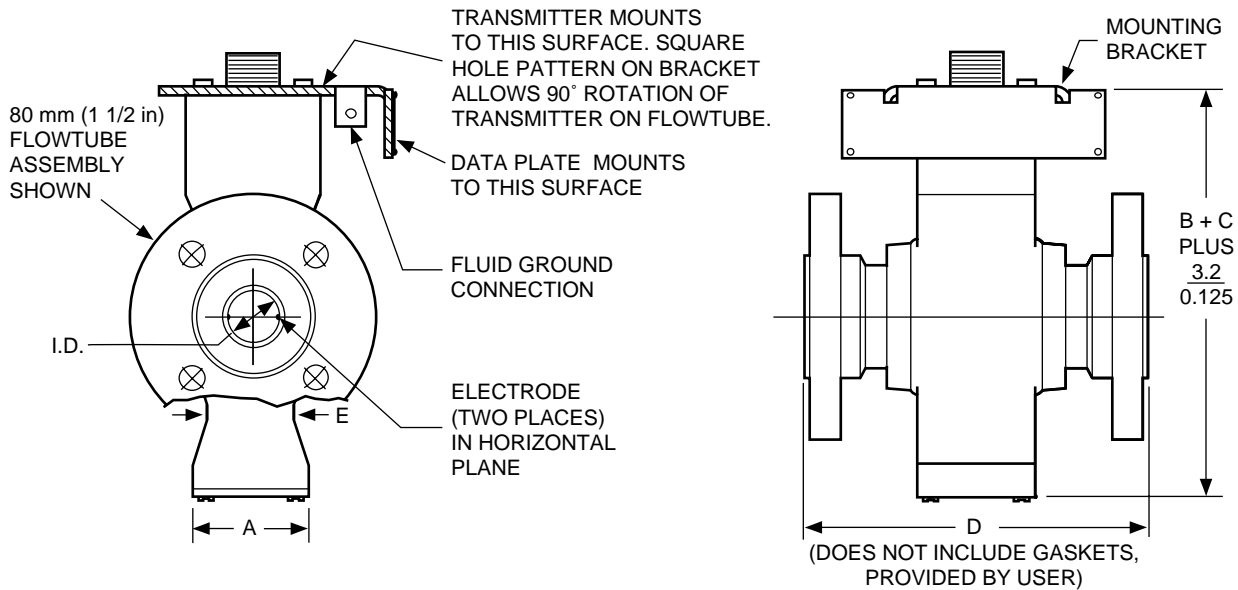 TRANSMITTER MOUNTS
TO THIS SURFACE. SQUARE
HOLE PATTERN ON BRACKET
ALLOWS 90° ROTATION OF
TRANSMITTER ON FLOWTUBE.
80 mm (1 1/2 in)
FLOWTUBE
ASSEMBLY
SHOWN
DATA PLATE MOUNTS
TO THIS SURFACE
FLUID GROUND
CONNECTION
I.D.
ELECTRODE
(TWO PLACES)
IN HORIZONTAL
PLANE
E
A
MOUNTING
BRACKET
B + C
PLUS
3.2
0.125
D
(DOES NOT INCLUDE GASKETS,
PROVIDED BY USER)